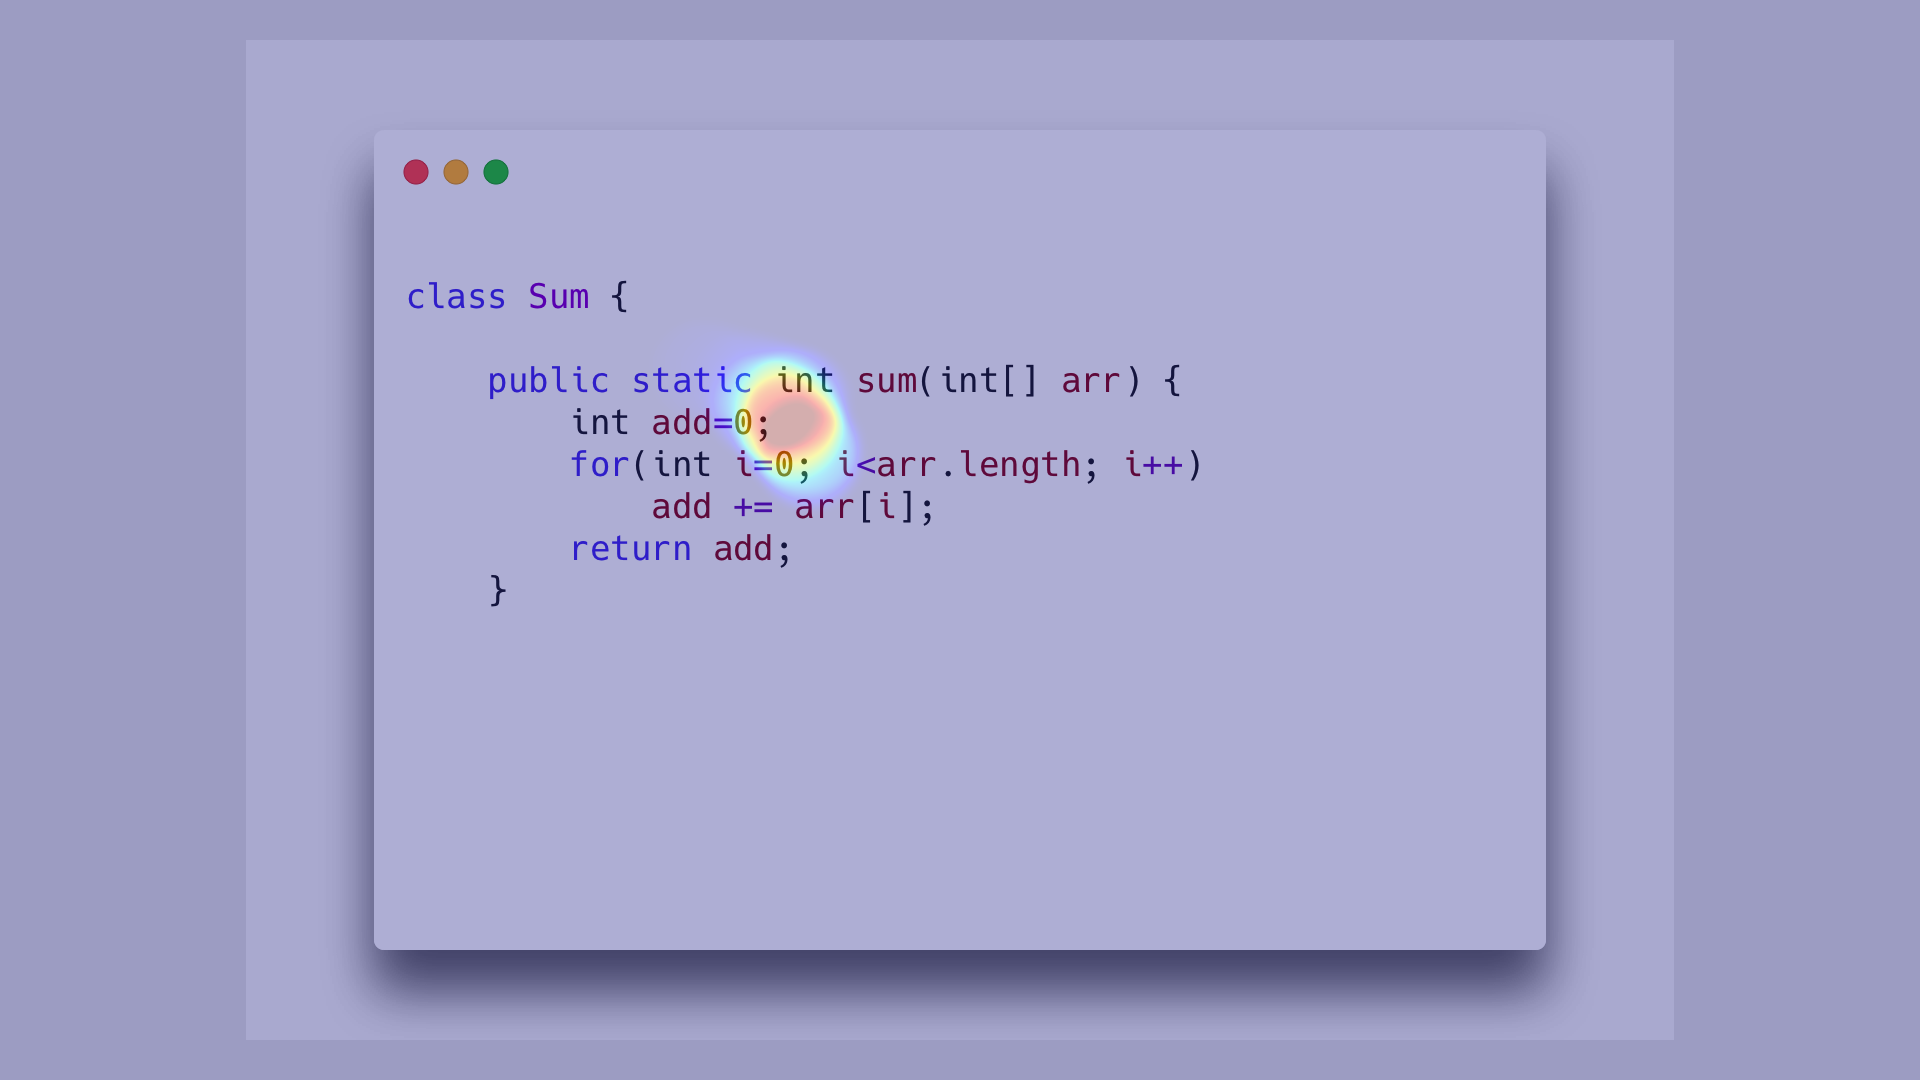 class Sum {
    public static int sum(int[] arr) {
        int add=0;
        for(int i=0; i<arr.length; i++)
            add += arr[i];
        return add;
    }